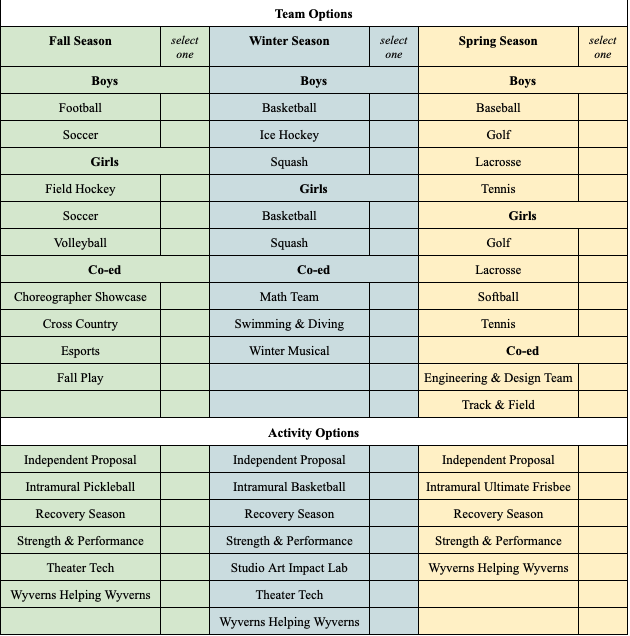 Team Options
Fall Season select one Winter Season select one Spring Season select one
Boys Boys Boys
Football Basketball Baseball
Soccer Ice Hockey Golf
Girls Squash Lacrosse
Field Hockey Girls Tennis
Soccer Basketball Girls
Volleyball Squash Golf
Co-ed Co-ed Lacrosse
Choreographer Showcase Math Team Softball
Cross Country Swimming & Diving Tennis
Esports Winter Musical Co-ed
Fall Play Engineering & Design Team
Track & Field
Activity Options
Independent Proposal Independent Proposal Independent Proposal
Intramural Pickleball Intramural Basketball Intramural Ultimate Frisbee
Recovery Season Recovery Season Recovery Season
Strength & Performance Strength & Performance Strength & Performance
Theater Tech Studio Art Impact Lab Wyverns Helping Wyverns
Wyverns Helping Wyverns Theater Tech
Wyverns Helping Wyverns